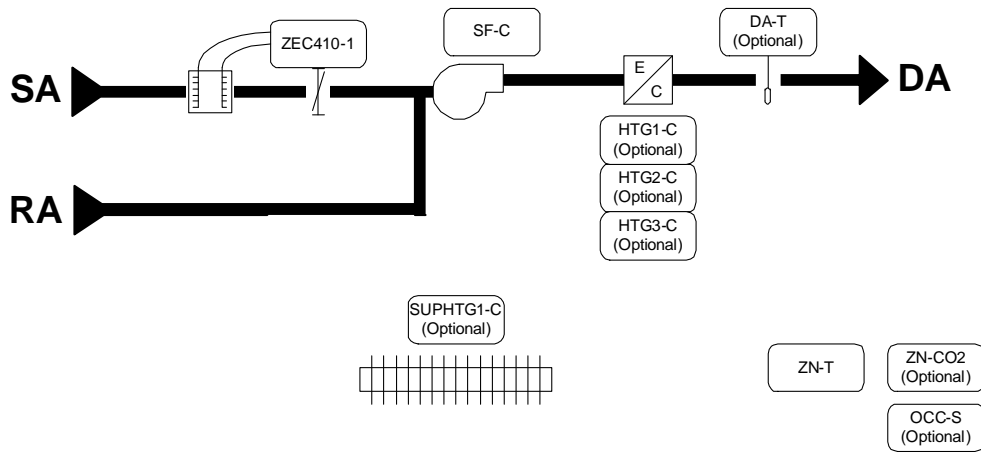 ZEC410-1
SF-C
DA-T
(Optional)
SA
E
C
DA
HTG1-C
(Optional)
HTG2-C
(Optional)
HTG3-C
(Optional)
RA
SUPHTG1-C
(Optional)
ZN-T
ZN-CO2
(Optional)
OCC-S
(Optional)